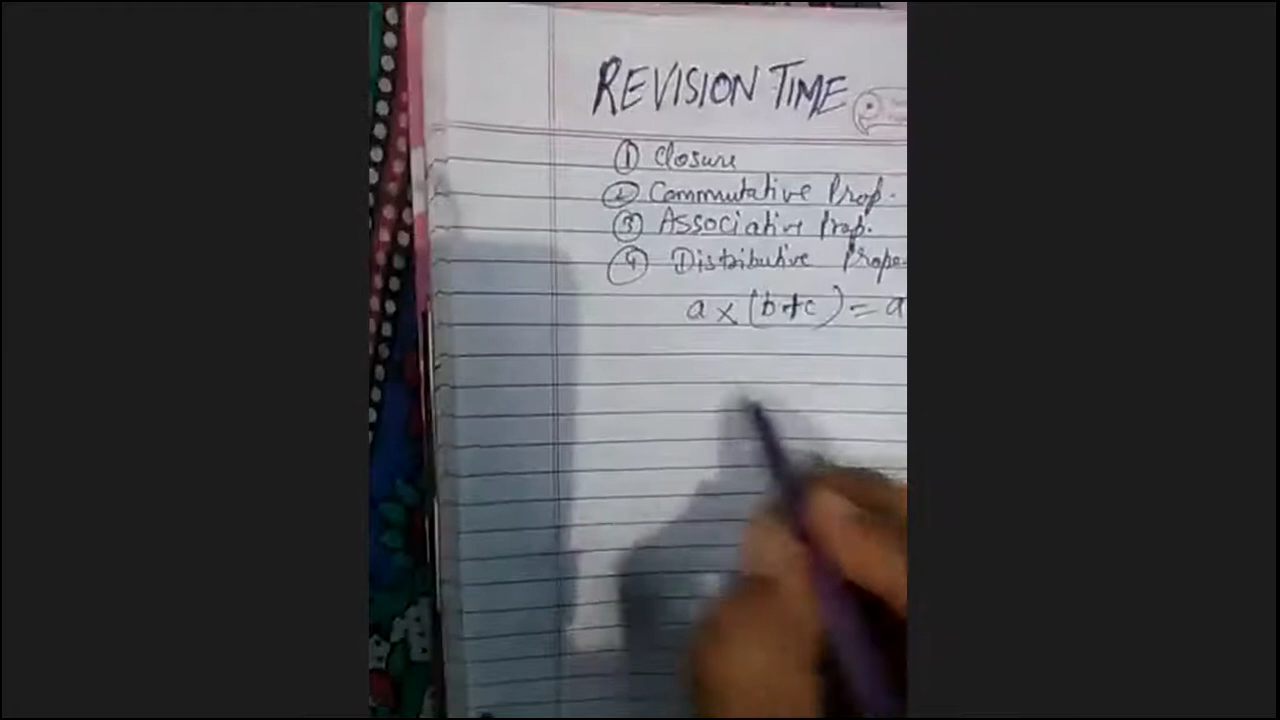 REVISION TIME
① Closure
② Commutative Prop.
③ Associative Prop.
④ Distributive Prope
a × (b+c) = a